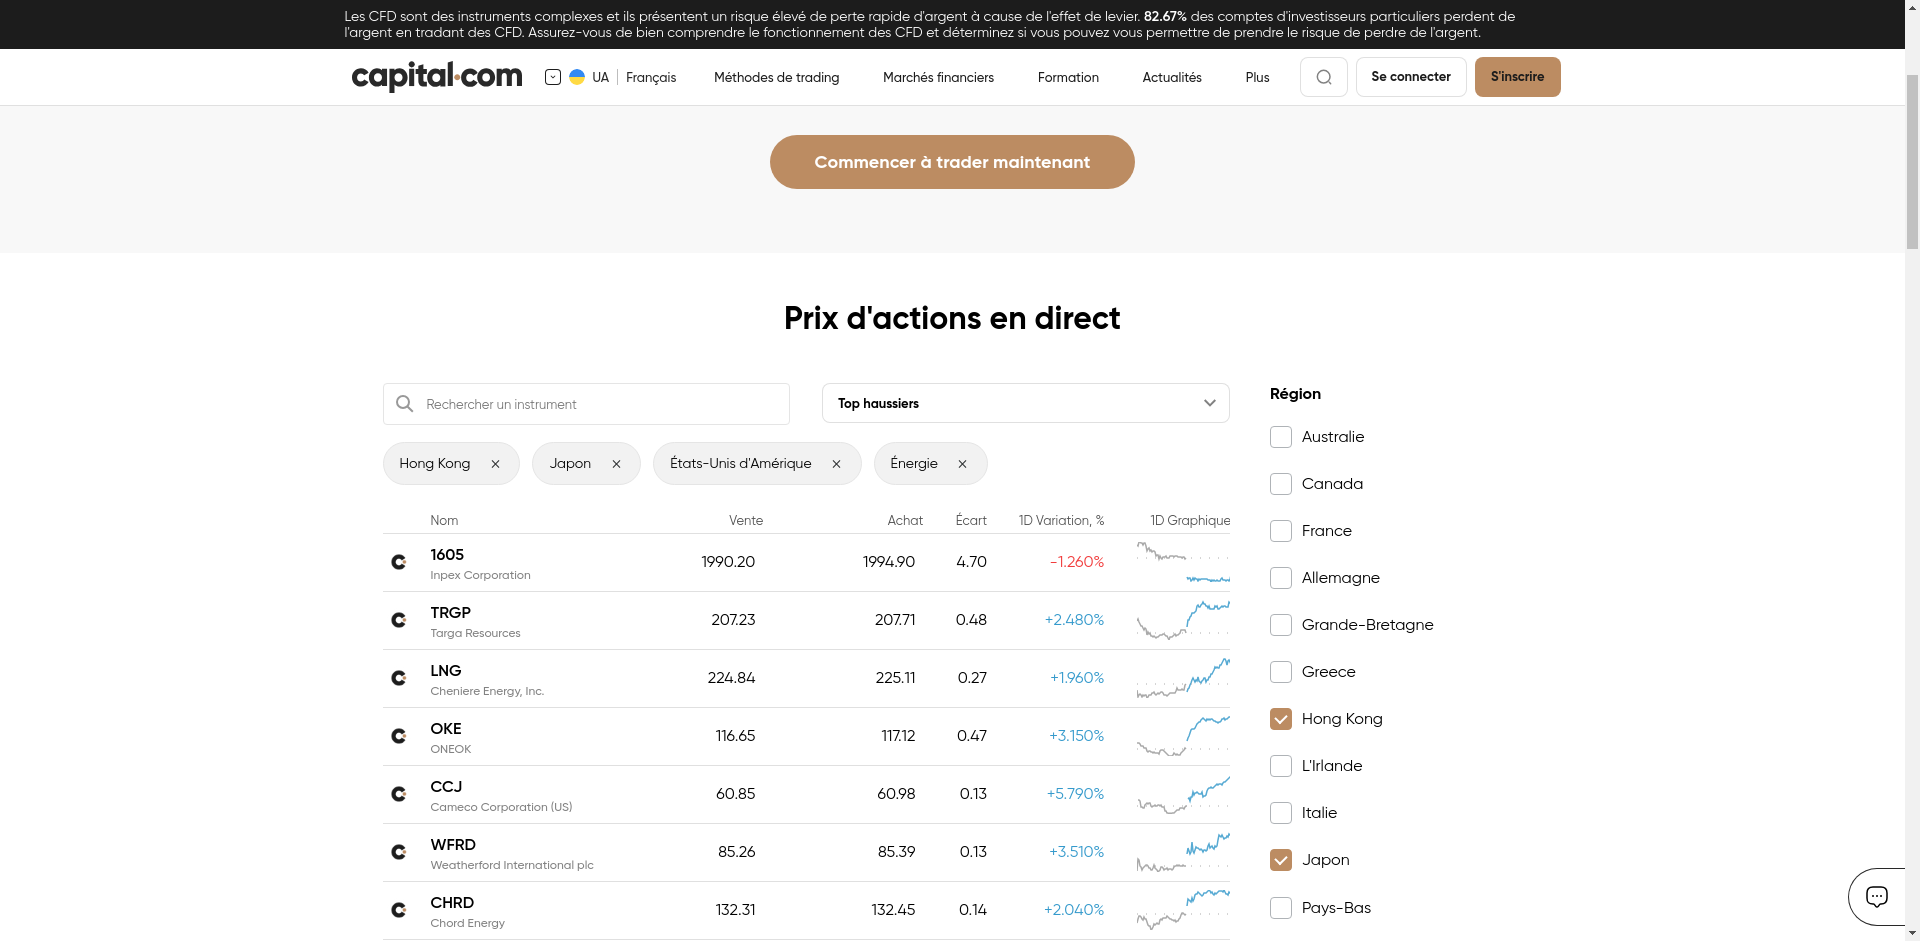 Les CFD sont des instruments complexes et ils présentent un risque élevé de perte rapide d'argent à cause de l'effet de levier. 82.67% des comptes d'investisseurs particuliers perdent de
l'argent en tradant des CFD. Assurez-vous de bien comprendre le fonctionnement des CFD et déterminez si vous pouvez vous permettre de prendre le risque de perdre de l'argent.
capital.com UA Français Méthodes de trading Marchés financiers Formation Actualités Plus Se connecter S'inscrire
Commencer à trader maintenant
Prix d'actions en direct
Rechercher un instrument
Top haussiers
Hong Kong Japon États-Unis d'Amérique Énergie
Nom Vente Achat Écart 1D Variation, % 1D Graphique
1605 1990.20 1994.90 4.70 -1.260%
Inpex Corporation
TRGP 207.23 207.71 0.48 +2.480%
Targa Resources
LNG 224.84 225.11 0.27 +1.960%
Cheniere Energy, Inc.
OKE 116.65 117.12 0.47 +3.150%
ONEOK
CCJ 60.85 60.98 0.13 +5.790%
Cameco Corporation (US)
WFRD 85.26 85.39 0.13 +3.510%
Weatherford International plc
CHRD 132.31 132.45 0.14 +2.040%
Chord Energy
Région
Australie
Canada
France
Allemagne
Grande-Bretagne
Greece
Hong Kong
L'Irlande
Italie
Japon
Pays-Bas